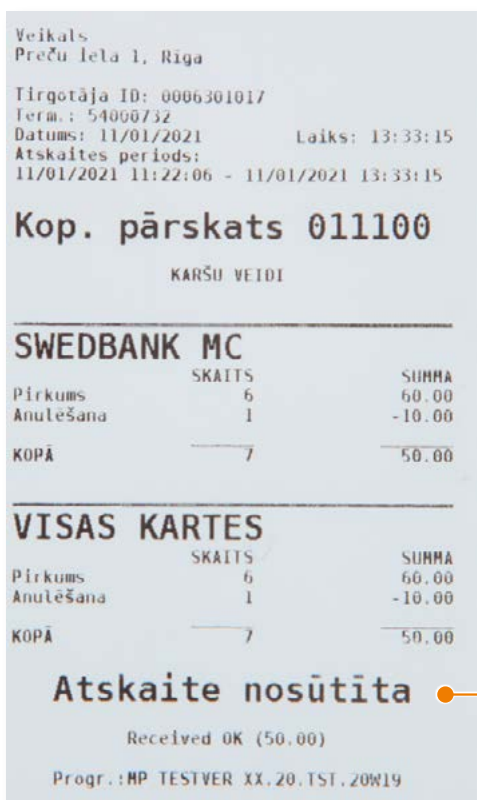 Veikals
Preču iela 1, Rīga
Tirgotāja ID: 0006301017
Term.: 54000732
Datums: 11/01/2021 Laiks: 13:33:15
Atskaites periods:
11/01/2021 11:22:06 - 11/01/2021 13:33:15
Kop. pārskats 011100
KARŠU VEIDI
SWEDBANK MC
SKAITS SUMMA
Pirkums 6 60.00
Anulēšana 1 -10.00
KOPĀ 7 50.00
VISAS KARTES
SKAITS SUMMA
Pirkums 6 60.00
Anulēšana 1 -10.00
KOPĀ 7 50.00
Atskaite nosūtīta
Received OK (50.00)
Progr.:MP TESTVER XX.20.TST.20W19